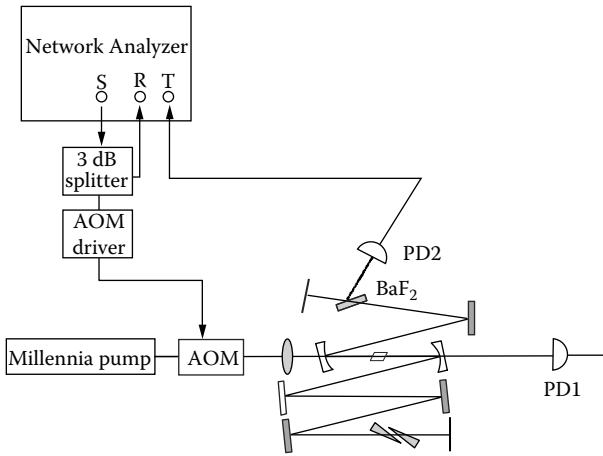 Network Analyzer
S R T
3 dB
splitter
AOM
driver
PD2
BaF₂
Millennia pump
AOM
PD1